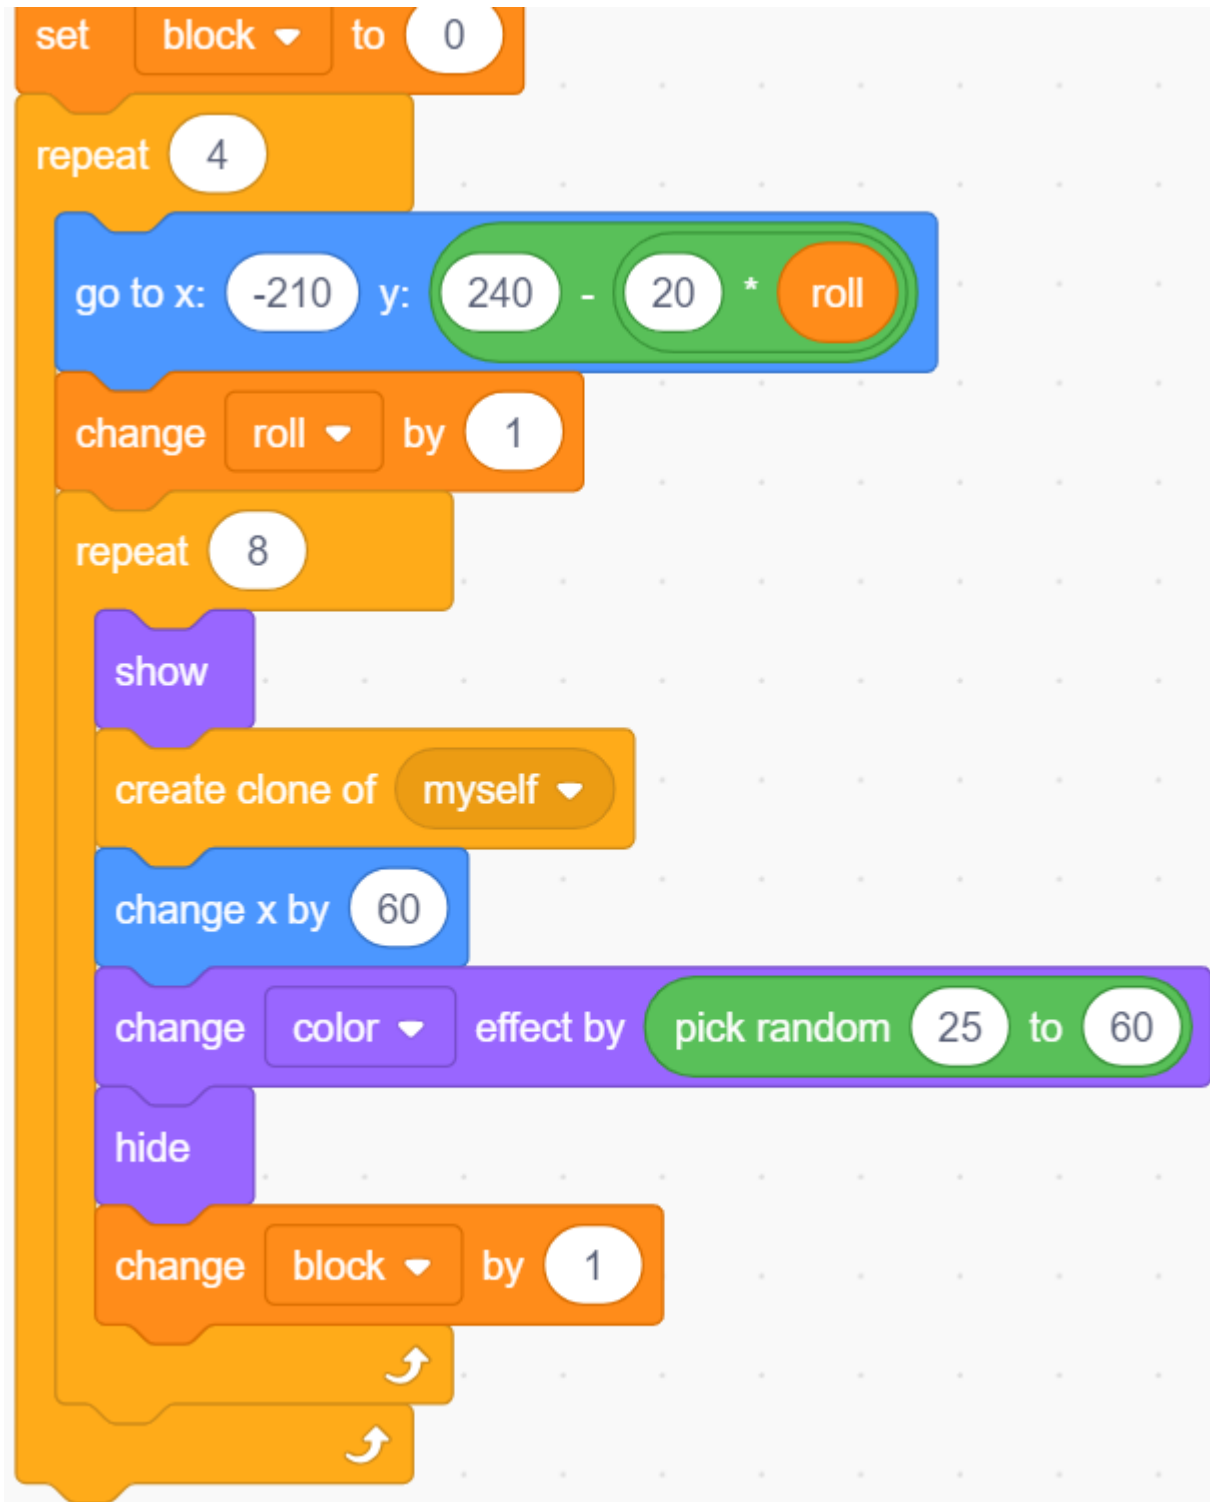 set block to 0
repeat 4
go to x: -210 y: 240 - 20 * roll
change roll by 1
repeat 8
show
create clone of myself
change x by 60
change color effect by pick random 25 to 60
hide
change block by 1